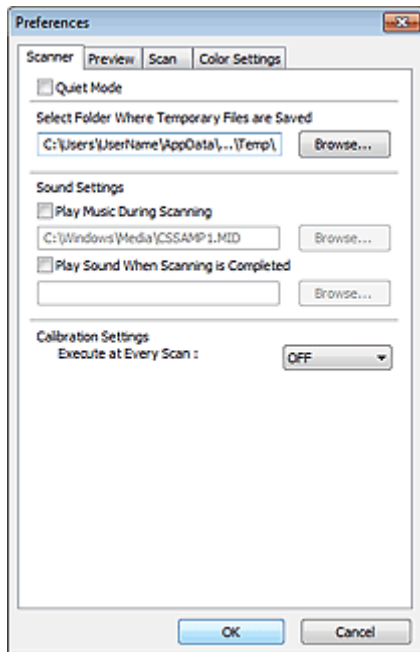 Preferences
Scanner Preview Scan Color Settings
Quiet Mode
Select Folder Where Temporary Files are Saved
C:\Users\UserName\AppData\...\Temp\ Browse...
Sound Settings
Play Music During Scanning
C:\Windows\Media\CSSAMP1.MID Browse...
Play Sound When Scanning is Completed
Browse...
Calibration Settings
Execute at Every Scan : OFF
OK Cancel